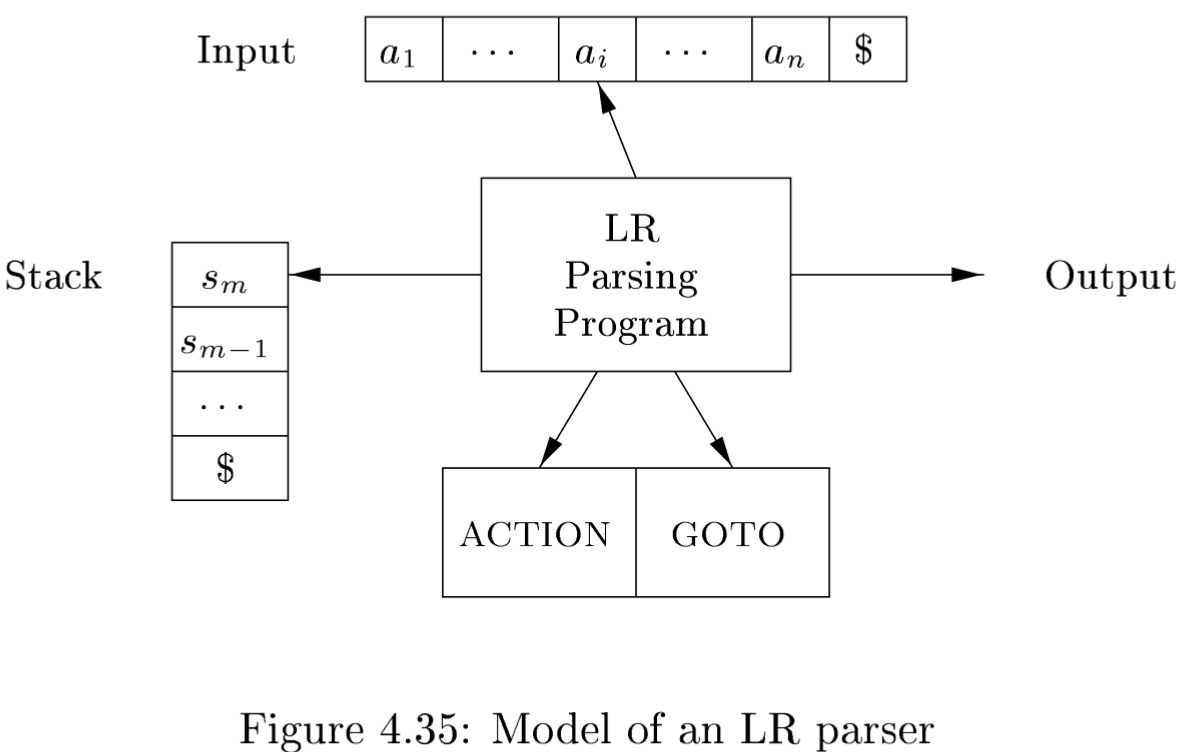 Input a₁ ··· aᵢ ··· aₙ $
LR
Parsing
Program
Stack
sₘ
sₘ₋₁
···
$
Output
ACTION GOTO
Figure 4.35: Model of an LR parser